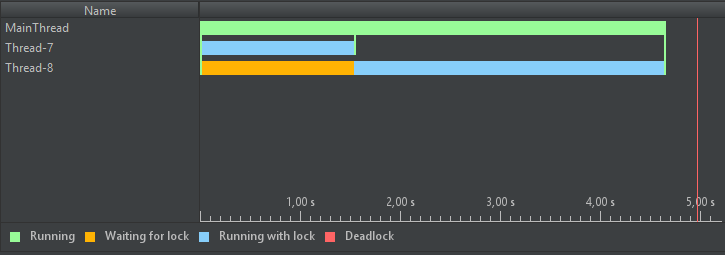 Name
MainThread
Thread-7
Thread-8
1,00 s 2,00 s 3,00 s 4,00 s 5,00 s
Running Waiting for lock Running with lock Deadlock